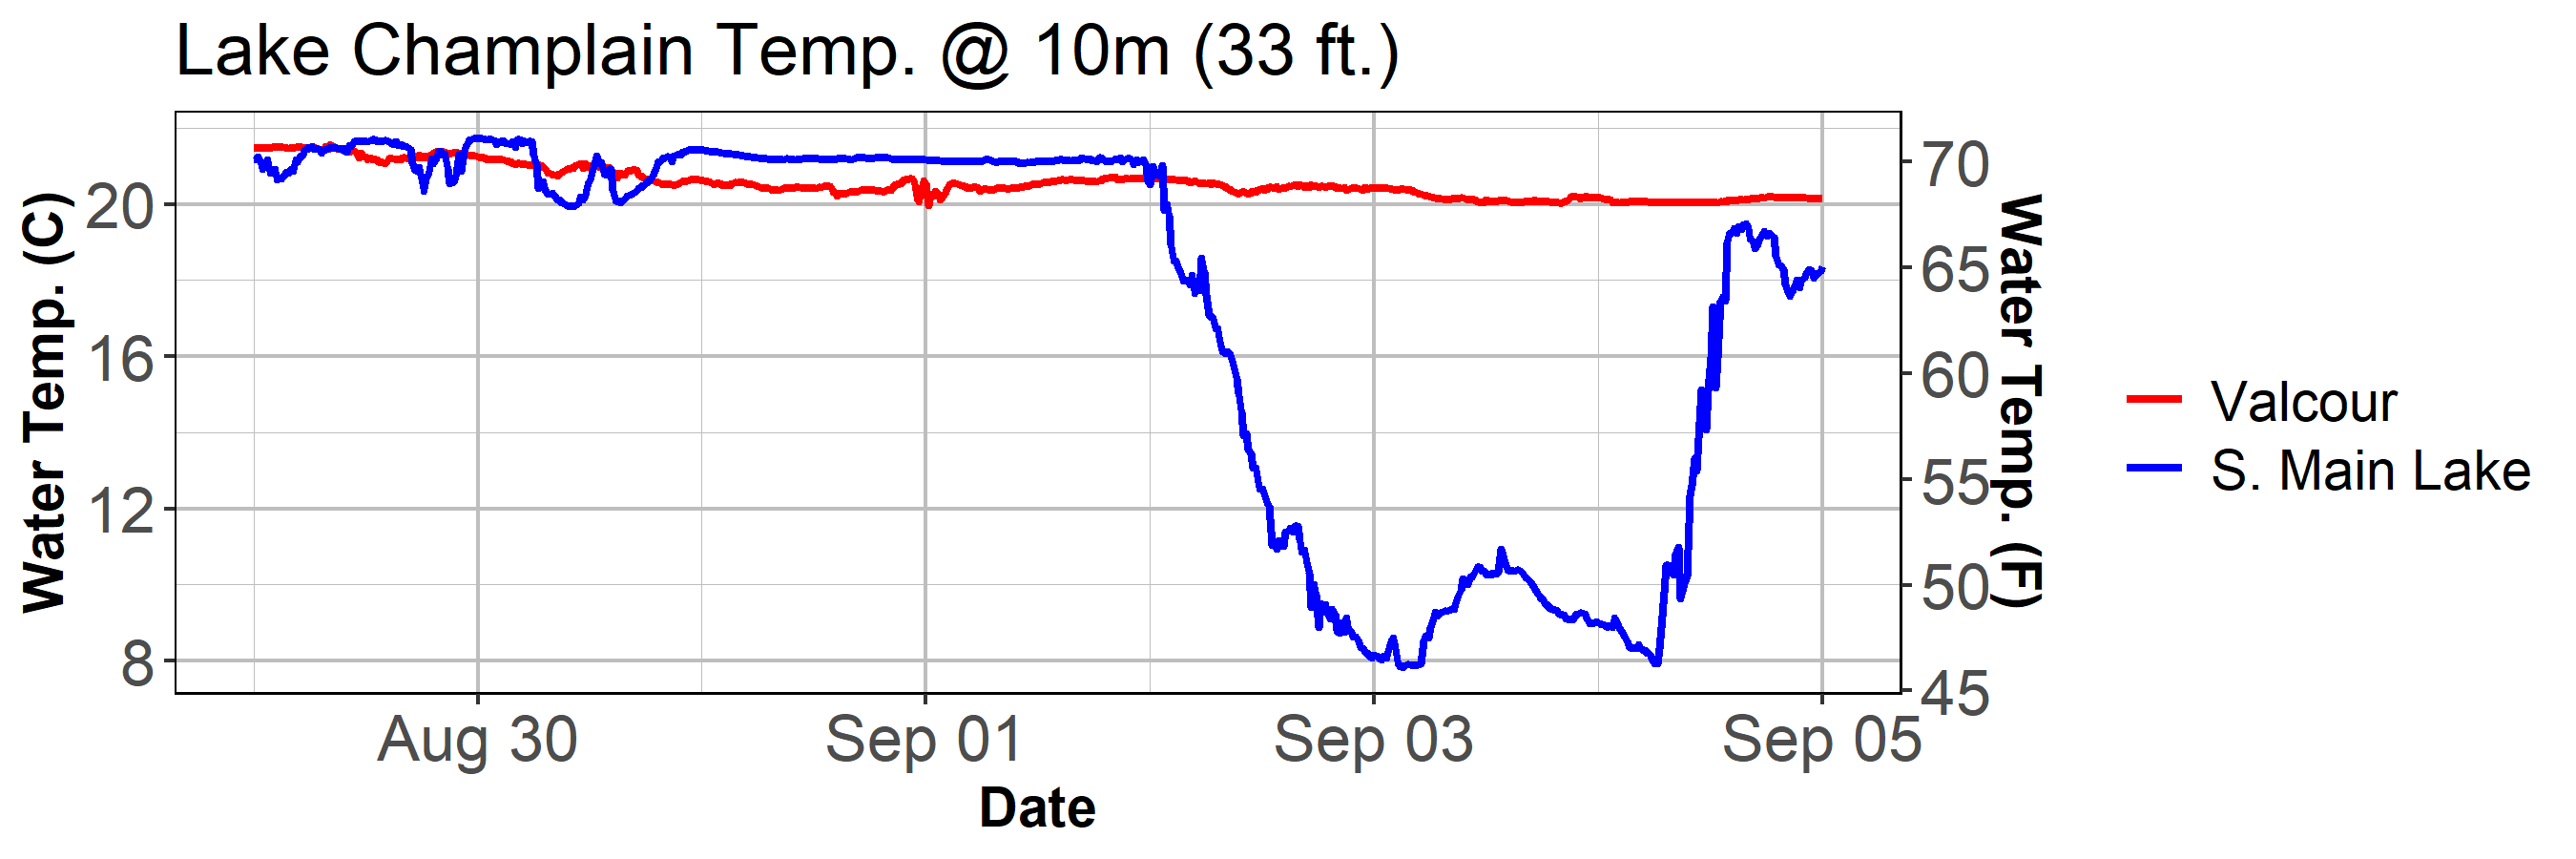 Lake Champlain Temp. @ 10m (33 ft.)
Water Temp. (C)
20
16
12
8
70
65
60
55
50
45
Water Temp. (F)
Aug 30
Sep 01
Sep 03
Sep 05
Date
Valcour
S. Main Lake